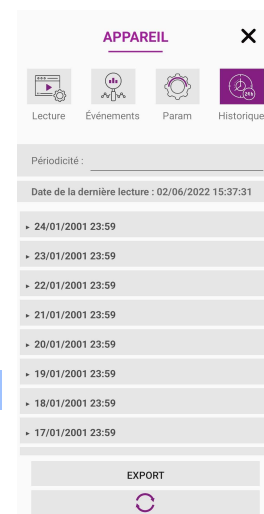 APPAREIL
Lecture
Événements
Param
Historique
Périodicité :
Date de la dernière lecture : 02/06/2022 15:37:31
24/01/2001 23:59
23/01/2001 23:59
22/01/2001 23:59
21/01/2001 23:59
20/01/2001 23:59
19/01/2001 23:59
18/01/2001 23:59
17/01/2001 23:59
EXPORT